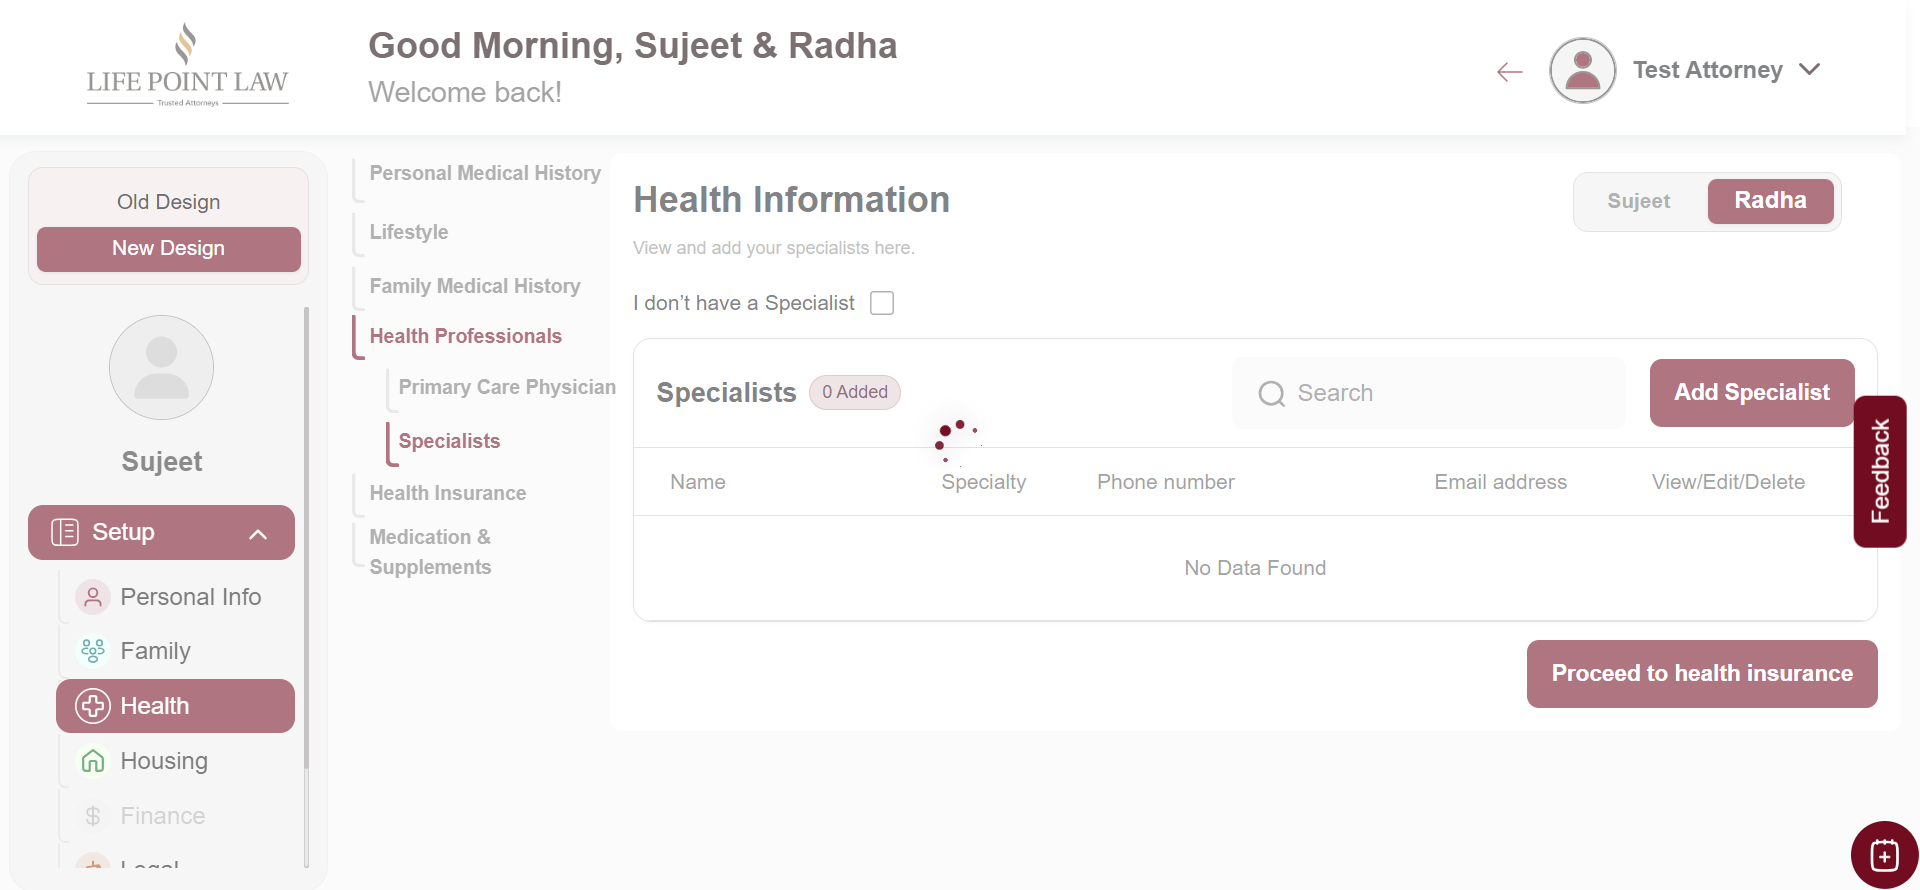 LIFE POINT LAW
Trusted Attorneys
Good Morning, Sujeet & Radha
Welcome back!
Test Attorney
Old Design
New Design
Sujeet
Setup
Personal Info
Family
Health
Housing
Finance
Legal
Personal Medical History
Lifestyle
Family Medical History
Health Professionals
Primary Care Physician
Specialists
Health Insurance
Medication &
Supplements
Health Information
Sujeet
Radha
View and add your specialists here.
I don’t have a Specialist
Specialists
0 Added
Search
Add Specialist
Name
Specialty
Phone number
Email address
View/Edit/Delete
No Data Found
Proceed to health insurance
Feedback